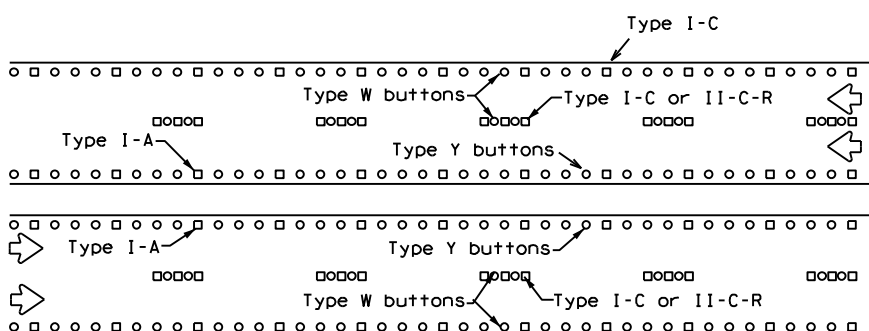 Type I-C
Type W buttons
Type I-C or II-C-R
Type I-A
Type Y buttons
Type I-A
Type Y buttons
Type W buttons
Type I-C or II-C-R